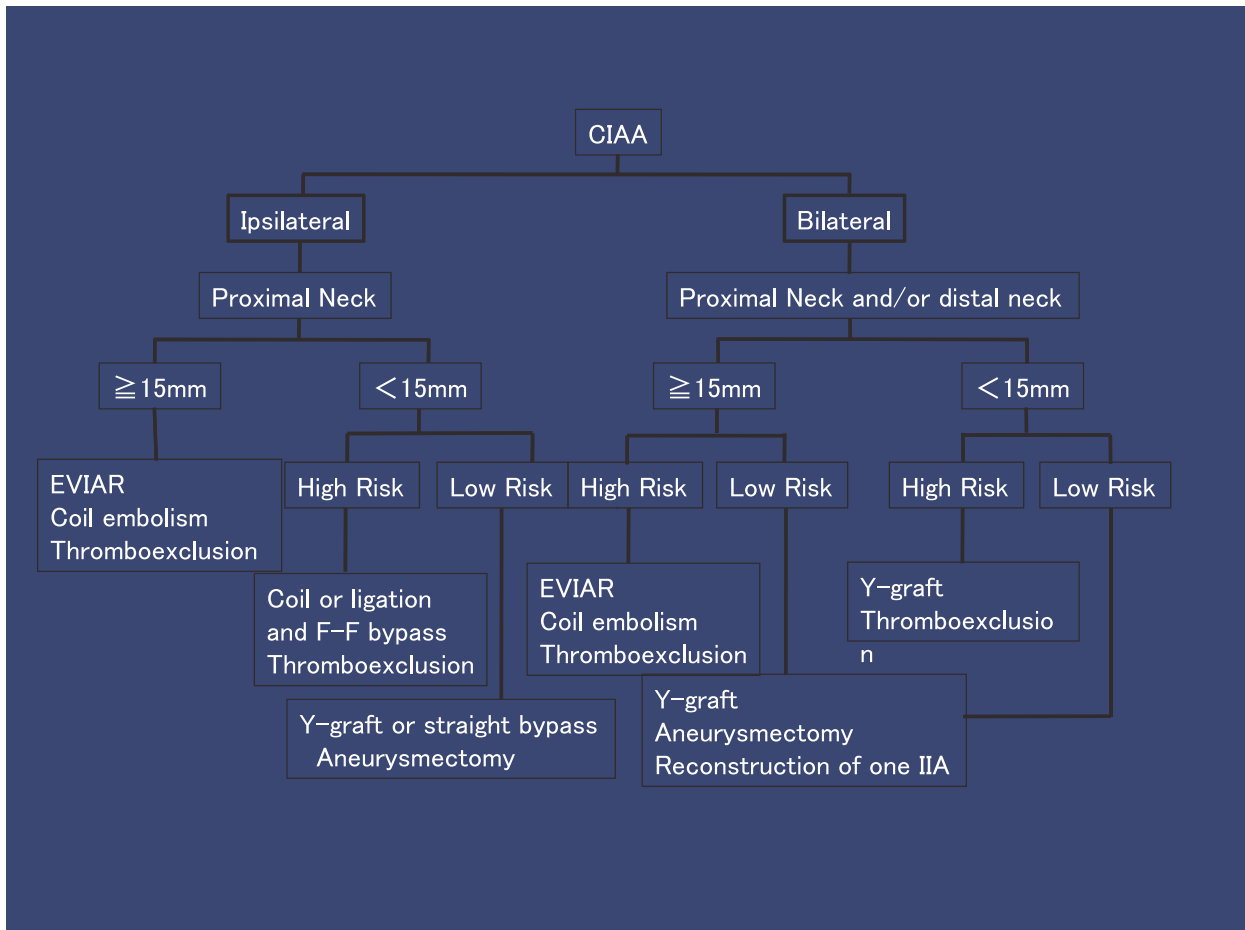 CIAA
Ipsilateral
Bilateral
Proximal Neck
Proximal Neck and/or distal neck
≧15mm
<15mm
≧15mm
<15mm
High Risk
Low Risk
High Risk
Low Risk
High Risk
Low Risk
EVIAR
Coil embolism
Thromboexclusion
Coil or ligation
and F-F bypass
Thromboexclusion
EVIAR
Coil embolism
Thromboexclusion
Y-graft
Thromboexclusio
n
Y-graft or straight bypass
Aneurysmectomy
Y-graft
Aneurysmectomy
Reconstruction of one IIA